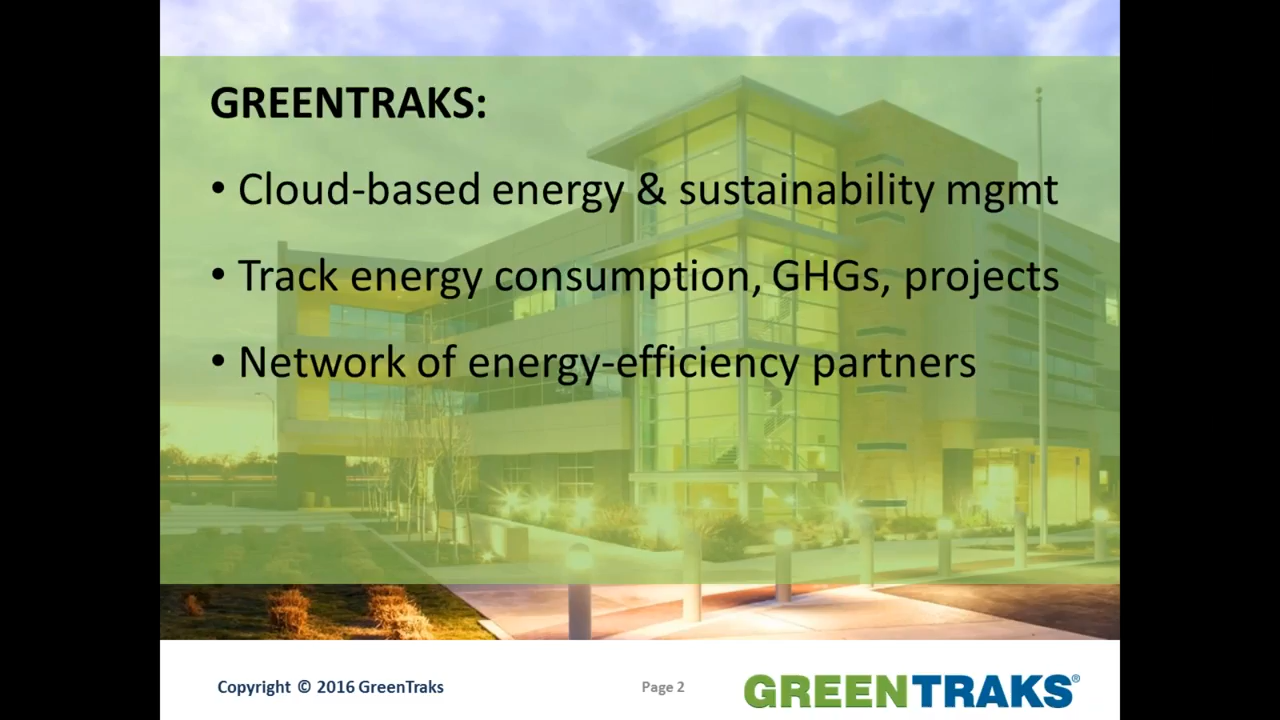 GREENTRAKS:
• Cloud-based energy & sustainability mgmt
• Track energy consumption, GHGs, projects
• Network of energy-efficiency partners
Copyright © 2016 GreenTraks
Page 2
GREENTRAKS®